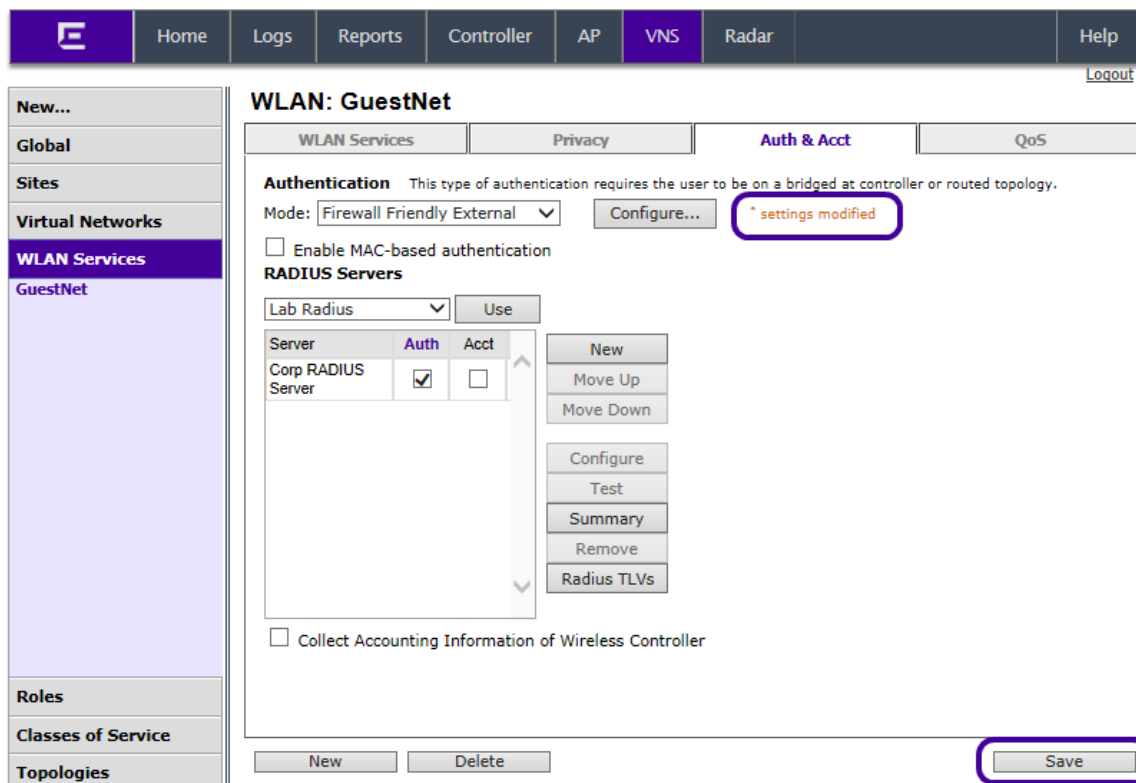 Home Logs Reports Controller AP VNS Radar Help
Logout
New...
Global
Sites
Virtual Networks
WLAN Services
GuestNet
Roles
Classes of Service
Topologies
WLAN: GuestNet
WLAN Services Privacy Auth & Acct QoS
Authentication This type of authentication requires the user to be on a bridged at controller or routed topology.
Mode: Firewall Friendly External Configure... * settings modified
Enable MAC-based authentication
RADIUS Servers
Lab Radius Use
Server Auth Acct
Corp RADIUS
Server
New
Move Up
Move Down
Configure
Test
Summary
Remove
Radius TLVs
Collect Accounting Information of Wireless Controller
New Delete Save